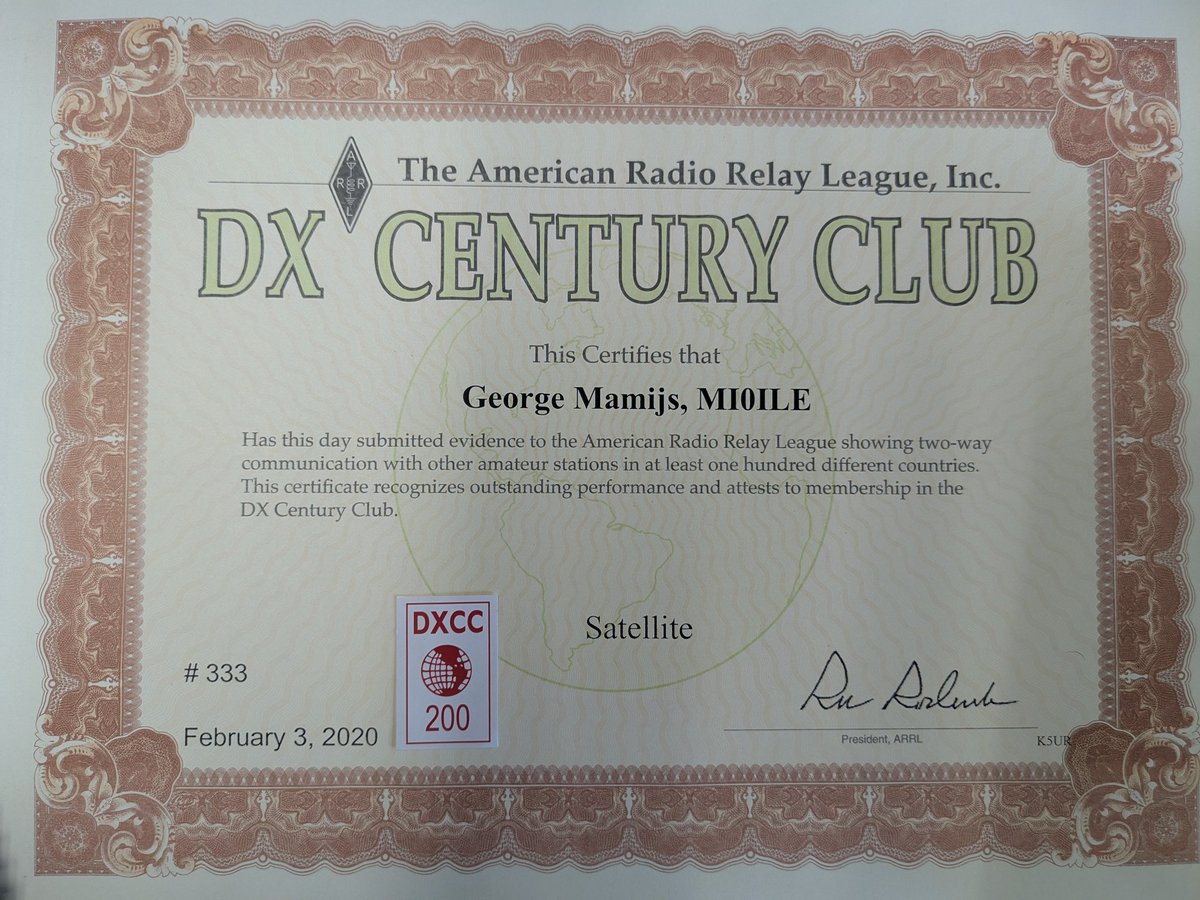 The American Radio Relay League, Inc.
A
R R
L
DX CENTURY CLUB
This Certifies that
George Mamijs, MI0ILE
Has this day submitted evidence to the American Radio Relay League showing two-way
communication with other amateur stations in at least one hundred different countries.
This certificate recognizes outstanding performance and attests to membership in the
DX Century Club.
Satellite
DXCC
200
# 333
February 3, 2020
President, ARRL
K5UR